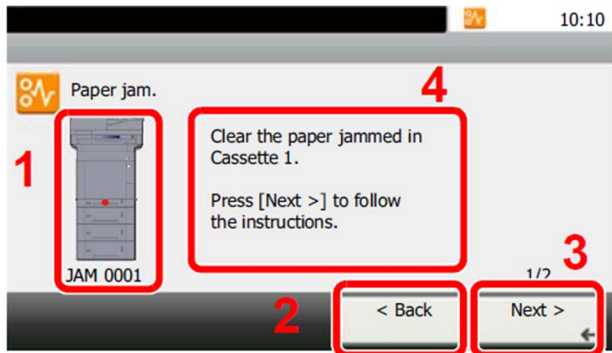 10:10
Paper jam.
4
1
Clear the paper jammed in
Cassette 1.
Press [Next >] to follow
the instructions.
JAM 0001
1/2
3
2
< Back
Next >